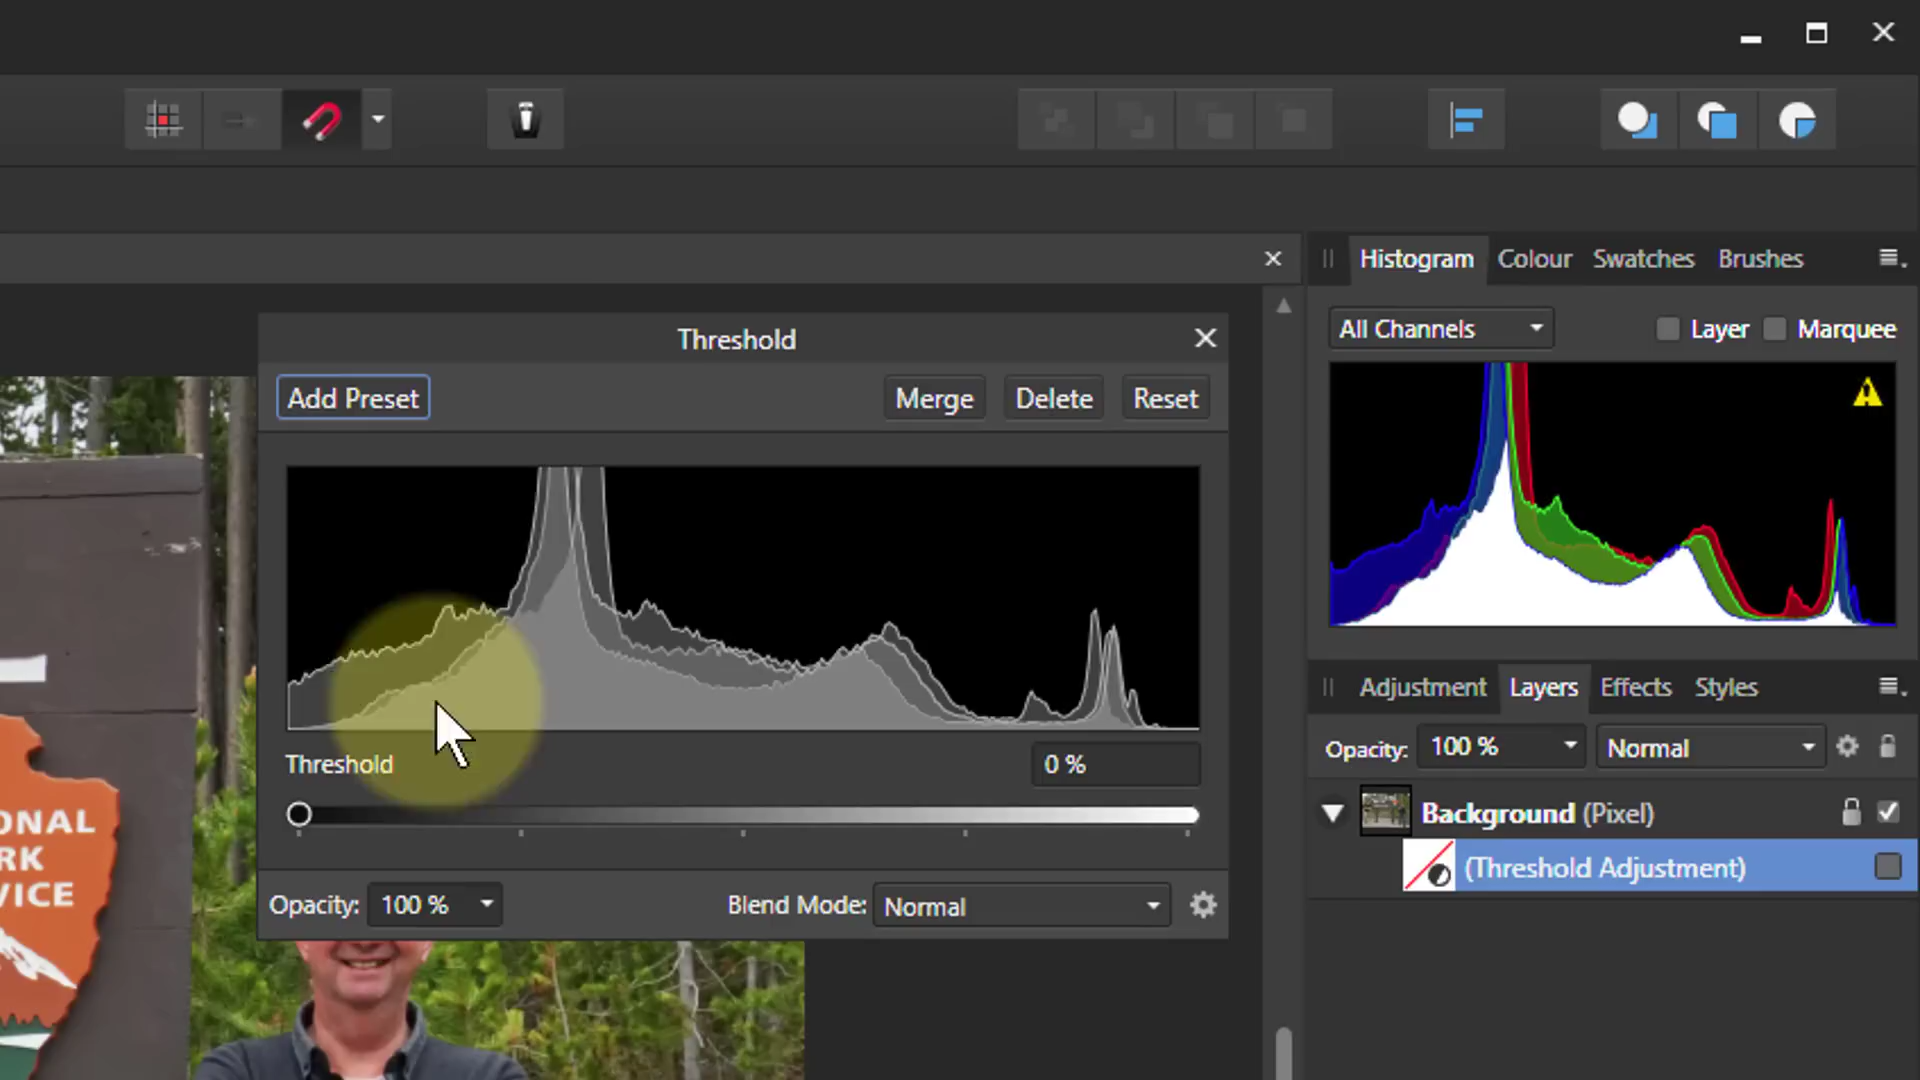 Histogram Colour Swatches Brushes
All Channels Layer Marquee
Threshold
Add Preset Merge Delete Reset
Threshold 0 %
Opacity: 100 % Blend Mode: Normal
Adjustment Layers Effects Styles
Opacity: 100 % Normal
Background (Pixel)
(Threshold Adjustment)
ONAL
RK
VICE